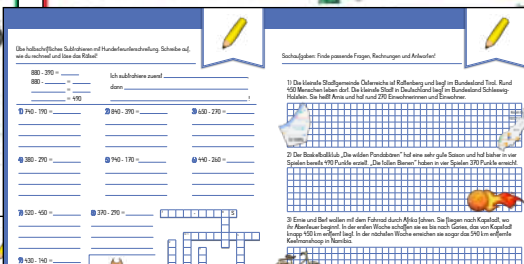 Übe halbschriftliches Subtrahieren mit Hunderterunterschreitung. Schreibe auf,
wie du rechnest und löse das Rätsel!
880 - 390 =
880 - =
=
= 490
Ich subtrahiere zuerst
dann
!
1) 740 - 190 =
2) 840 - 390 =
3) 650 - 270 =
4) 380 - 290 =
5) 940 - 170 =
6) 440 - 260 =
7) 520 - 450 =
8) 370 - 290 =
9) 430 - 140 =
Sachaufgaben: Finde passende Fragen, Rechnungen und Antworten!
1) Die kleinste Stadtgemeinde Österreichs ist Rattenberg und liegt im Bundesland Tirol. Rund
450 Menschen leben dort. Die kleinste Stadt in Deutschland liegt im Bundesland Schleswig-
Holstein. Sie heißt Arnis und hat rund 270 Einwohnerinnen und Einwohner.
2) Der Basketballklub „Die wilden Pandabären" hat eine sehr gute Saison und hat bisher in vier
Spielen bereits 490 Punkte erzielt. „Die tollen Bienen" haben in vier Spielen 370 Punkte erreicht.
3) Ernie und Bert wollen mit dem Fahrrad durch Afrika fahren. Sie fliegen nach Kapstadt, wo
ihr Abenteuer beginnt. In der ersten Woche schaffen sie es bis nach Garies, das von Kapstadt
knapp 450 km entfernt liegt. In der nächsten Woche erreichen sie sogar das 540 km entfernte
Keetmanshoop in Namibia.